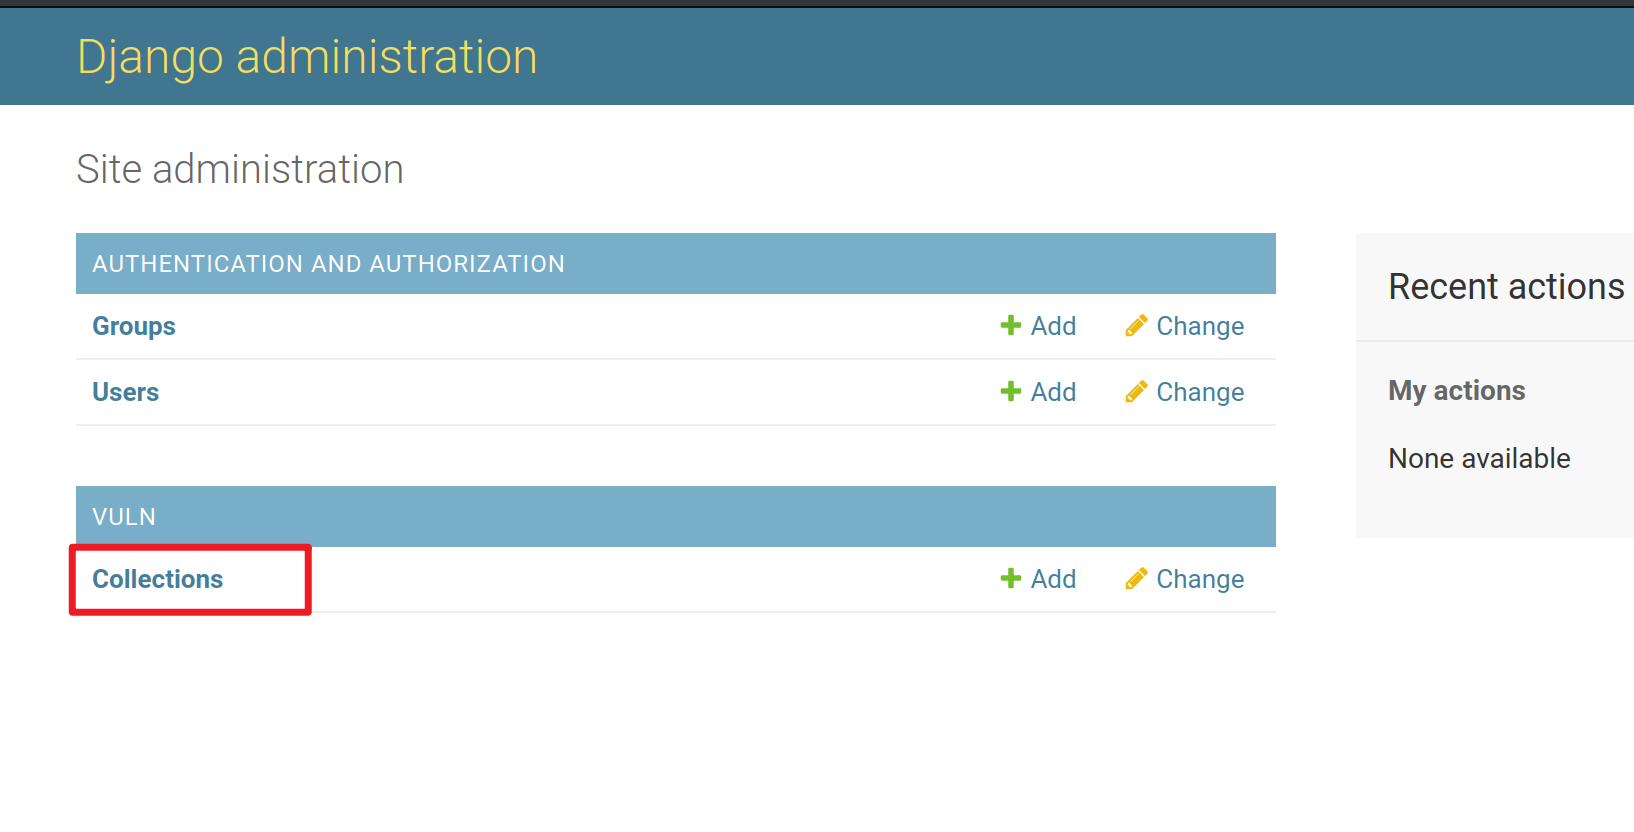 Django administration
Site administration
AUTHENTICATION AND AUTHORIZATION
Groups Add Change
Users Add Change
VULN
Collections Add Change
Recent actions
My actions
None available